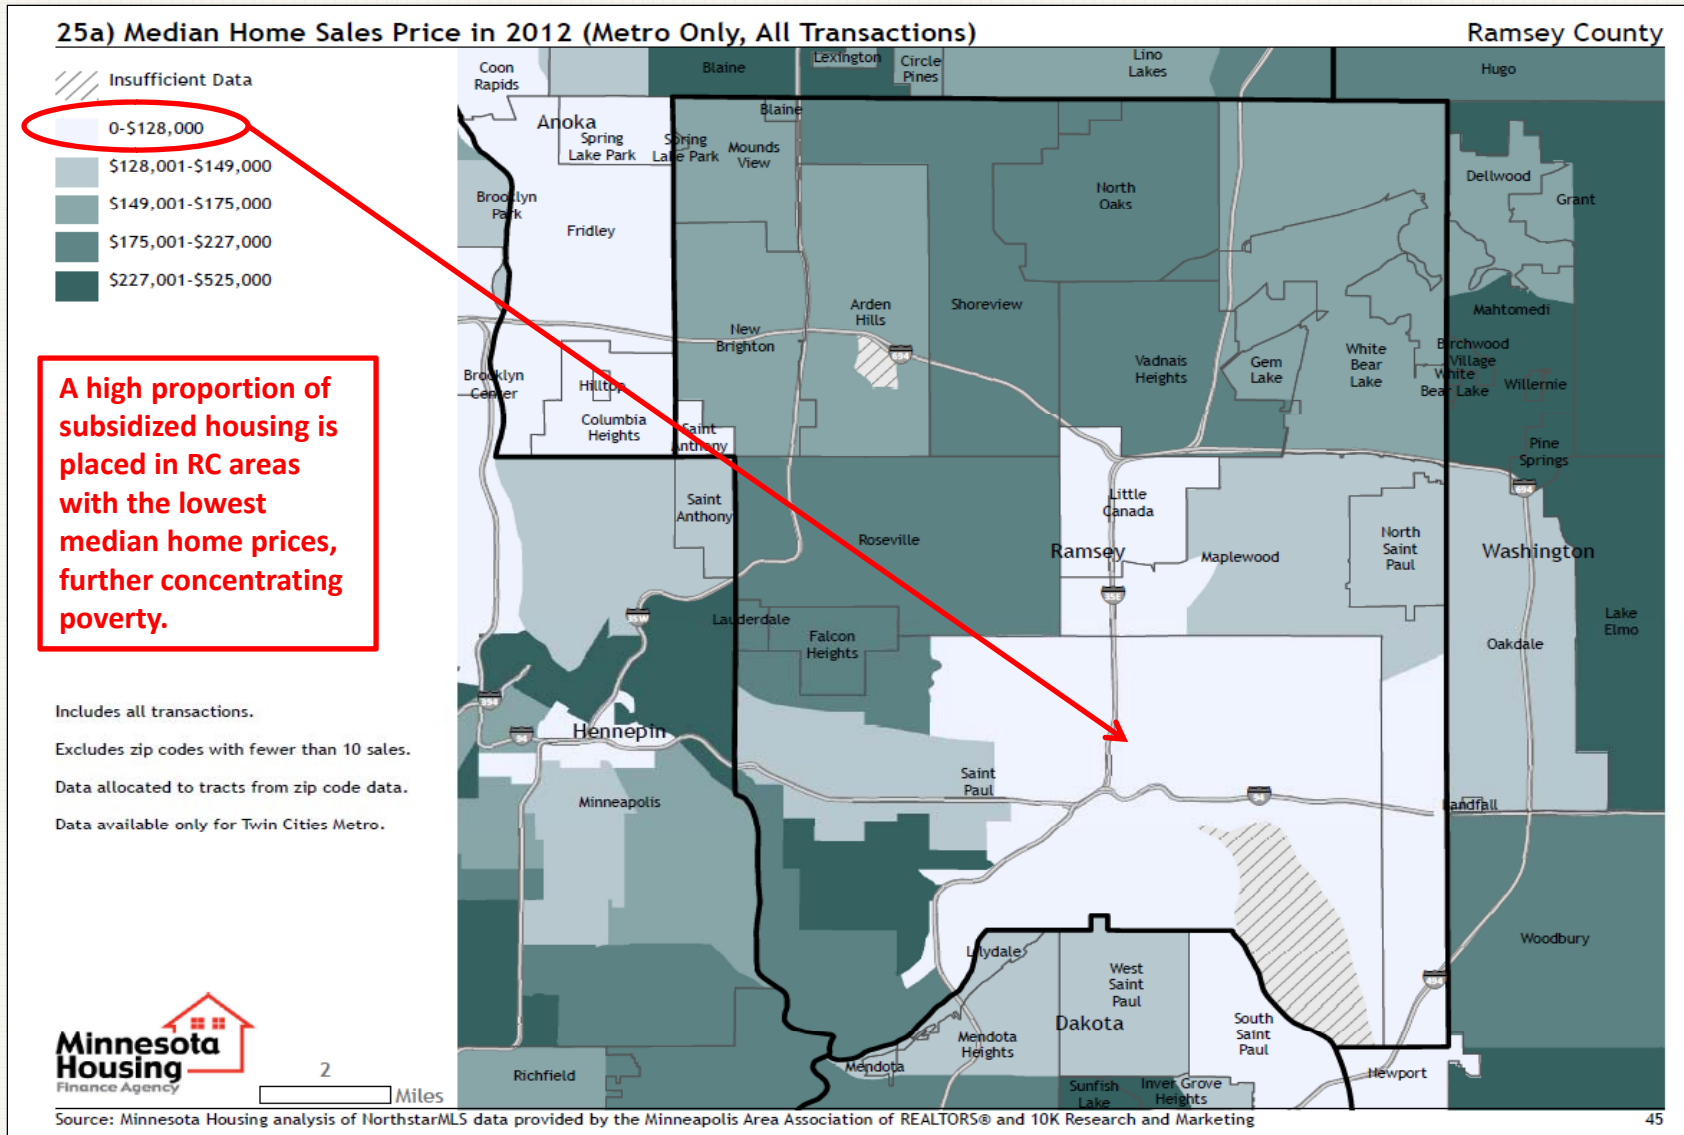 25a) Median Home Sales Price in 2012 (Metro Only, All Transactions)
Ramsey County
Insufficient Data
0-$128,000
$128,001-$149,000
$149,001-$175,000
$175,001-$227,000
$227,001-$525,000
A high proportion of
subsidized housing is
placed in RC areas
with the lowest
median home prices,
further concentrating
poverty.
Includes all transactions.
Excludes zip codes with fewer than 10 sales.
Data allocated to tracts from zip code data.
Data available only for Twin Cities Metro.
Minnesota
Housing
Finance Agency
2
Miles
Coon
Rapids
Blaine
Lexington
Circle
Pines
Lino
Lakes
Hugo
Anoka
Blaine
Spring
Lake Park
Spring
Lake Park
Mounds
View
North
Oaks
Dellwood
Grant
Brooklyn
Park
Fridley
Arden
Hills
Shoreview
Mahtomedi
New
Brighton
694
Vadnais
Heights
Gem
Lake
White
Bear
Lake
Birchwood
Village
White
Bear Lake
Willernie
Brooklyn
Center
Hilltop
Columbia
Heights
Saint
Anthony
Pine
Springs
694
Saint
Anthony
Little
Canada
Roseville
Ramsey
Maplewood
North
Saint
Paul
Washington
35E
35W
Lauderdale
Falcon
Heights
Oakdale
Lake
Elmo
394
94
Hennepin
Minneapolis
Saint
Paul
94
Landfall
Woodbury
Lilydale
West
Saint
Paul
494
Dakota
South
Saint
Paul
Mendota
Heights
Mendota
Richfield
Newport
Sunfish
Lake
Inver Grove
Heights
Source: Minnesota Housing analysis of NorthstarMLS data provided by the Minneapolis Area Association of REALTORS® and 10K Research and Marketing
45